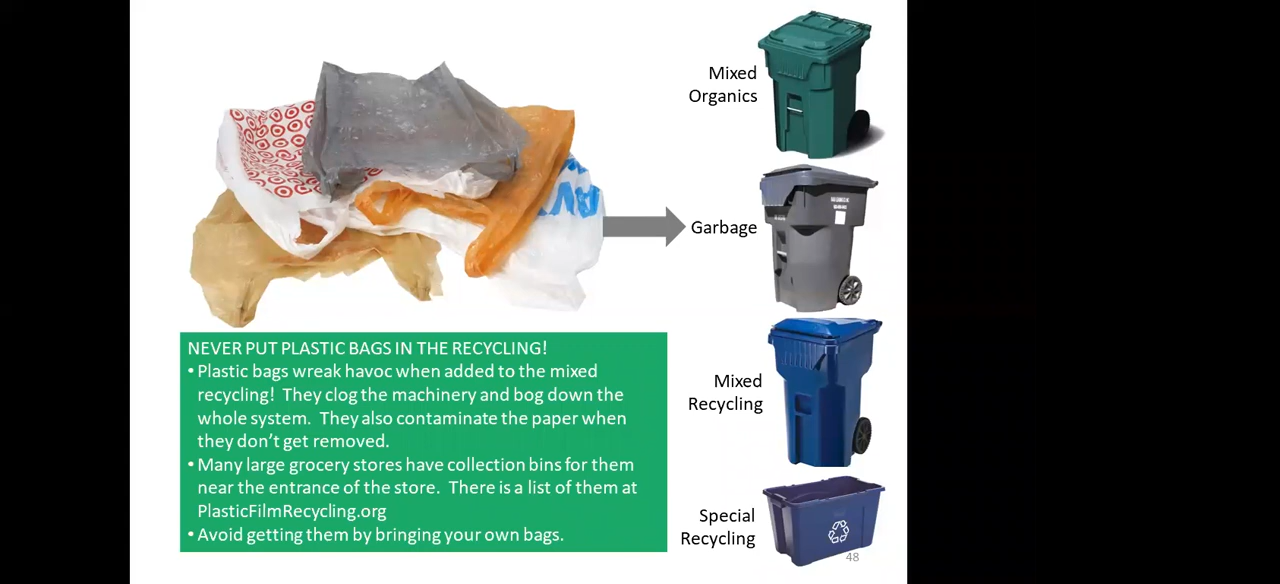 Mixed
Organics
Garbage
NEVER PUT PLASTIC BAGS IN THE RECYCLING!
• Plastic bags wreak havoc when added to the mixed
recycling!  They clog the machinery and bog down the
whole system.  They also contaminate the paper when
they don’t get removed.
• Many large grocery stores have collection bins for them
near the entrance of the store.  There is a list of them at
PlasticFilmRecycling.org
• Avoid getting them by bringing your own bags.
Mixed
Recycling
Special
Recycling
48